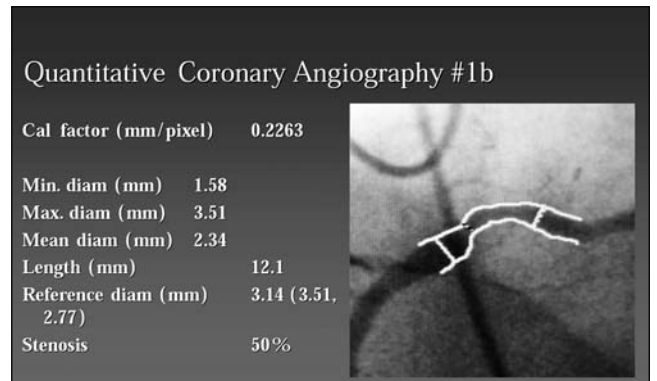 Quantitative Coronary Angiography #1b
Cal factor (mm/pixel) 0.2263
Min. diam (mm) 1.58
Max. diam (mm) 3.51
Mean diam (mm) 2.34
Length (mm) 12.1
Reference diam (mm) 3.14 (3.51,
2.77)
Stenosis 50%